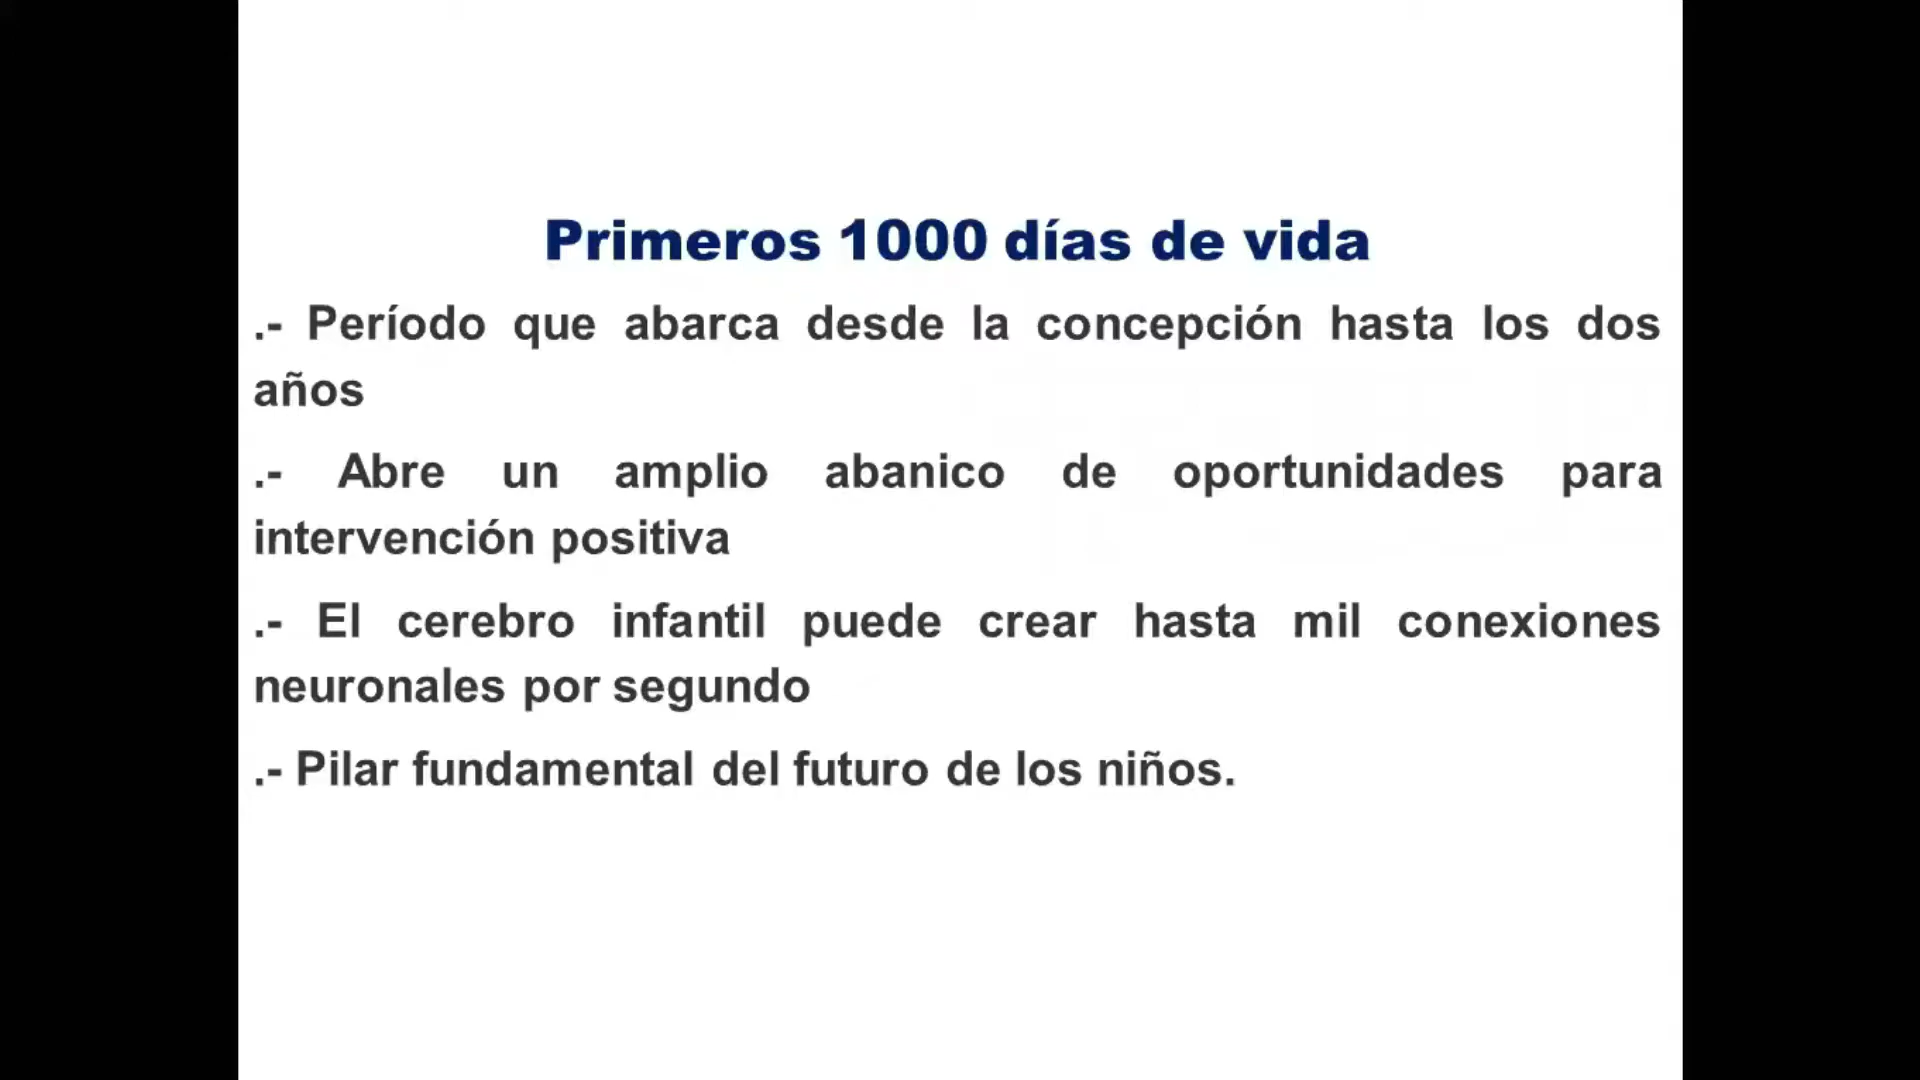 Primeros 1000 días de vida
.- Período que abarca desde la concepción hasta los dos
años
.- Abre un amplio abanico de oportunidades para
intervención positiva
.- El cerebro infantil puede crear hasta mil conexiones
neuronales por segundo
.- Pilar fundamental del futuro de los niños.